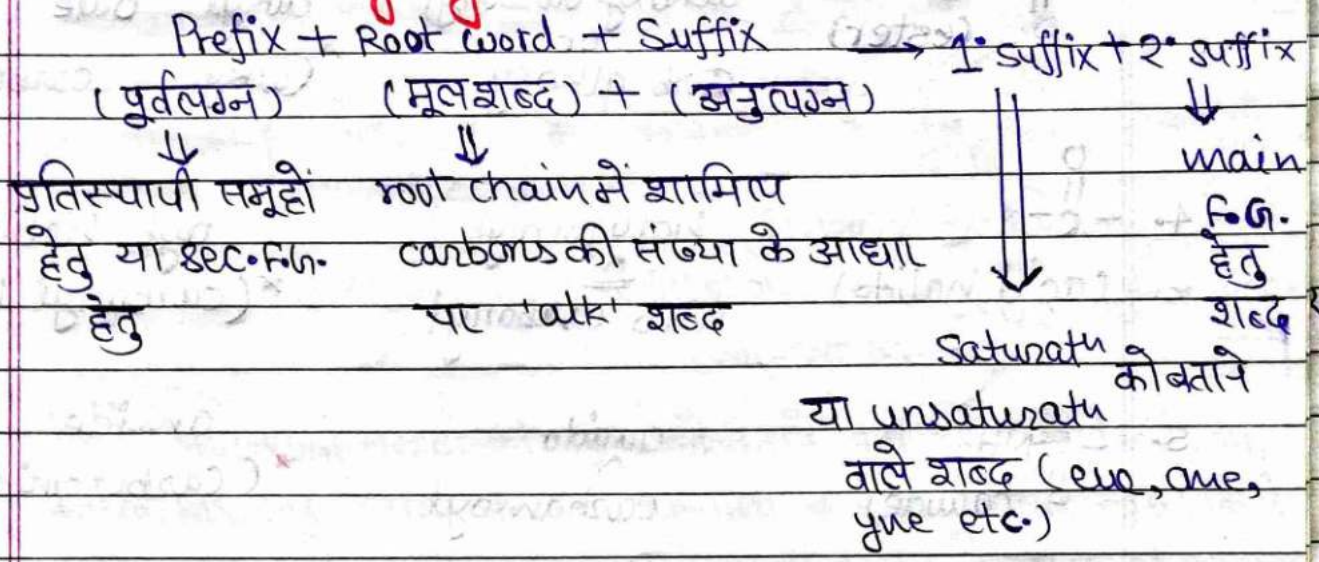 Prefix + Root word + Suffix → 1° suffix + 2° suffix
(पूर्वलग्न) (मूल शब्द) + (अनुलग्न) ⇓
⇓ ⇓ main
प्रतिस्थापी समूहों root chain में शामिल F.G.
हेतु या sec. F.G. carbons की संख्या के आधार हेतु
हेतु पर 'alk' शब्द शब्द
saturatn को बताने
या unsaturatn
वाले शब्द (ene, ane,
yne etc.)